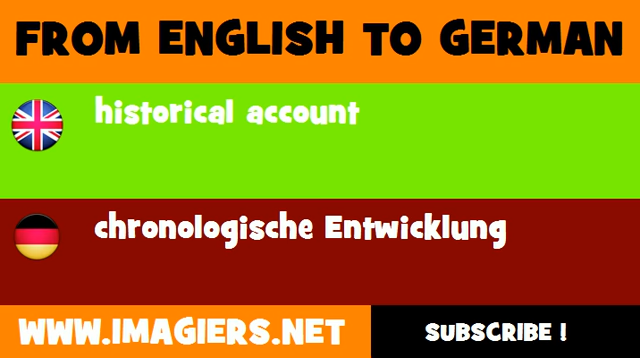 FROM ENGLISH TO GERMAN
historical account
chronologische Entwicklung
WWW.IMAGIERS.NET
SUBSCRIBE !